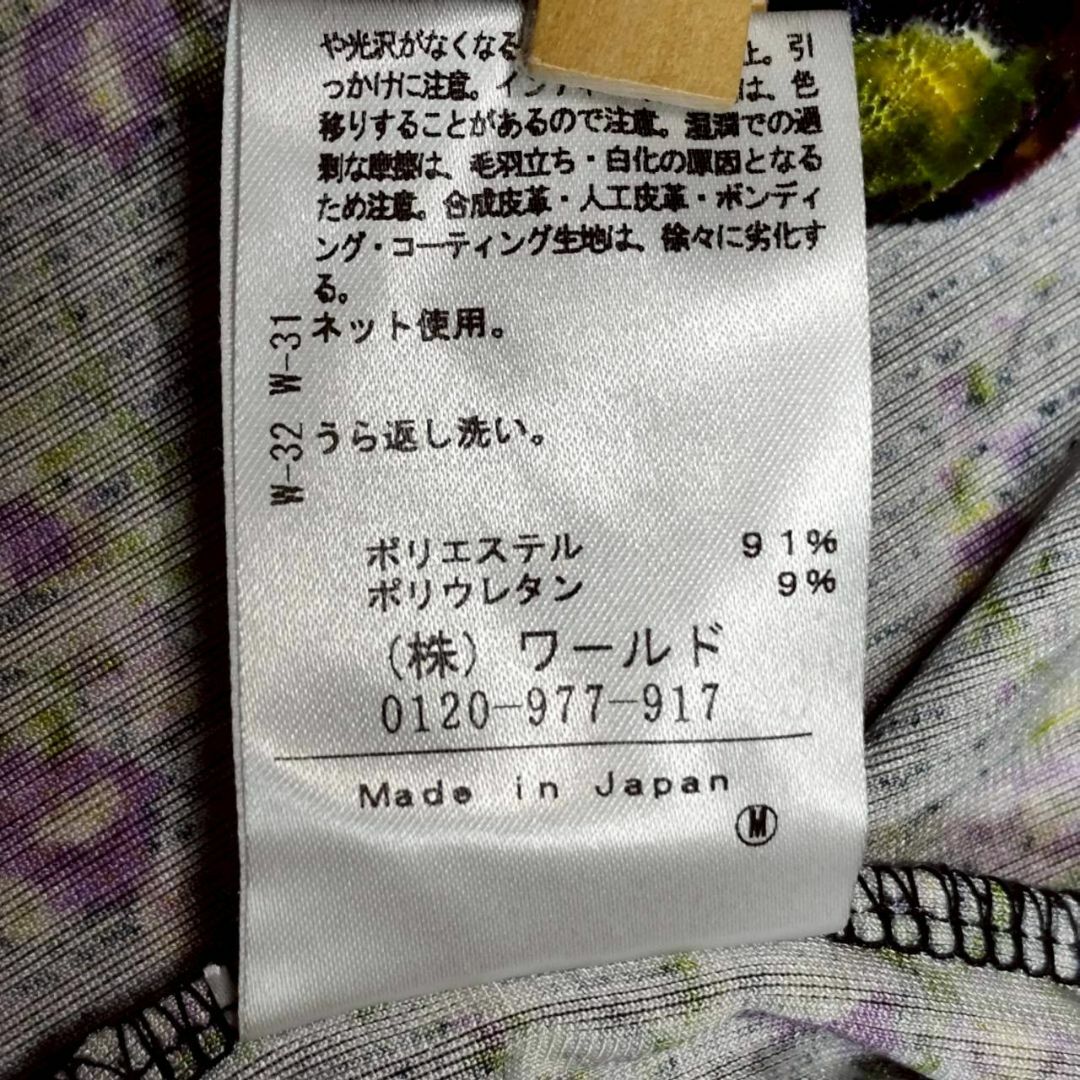 や光沢がなくなる 止。引
っかけに注意。イン は、色
移りすることがあるので注意。湿潤での過
剰な摩擦は、毛羽立ち・白化の原因となる
ため注意。合成皮革・人工皮革・ボンディ
ング・コーティング生地は、徐々に劣化す
る。
W-31 ネット使用。
W-32 うら返し洗い。
ポリエステル 91%
ポリウレタン 9%
(株) ワールド
0120-977-917
Made in Japan
Ⓜ